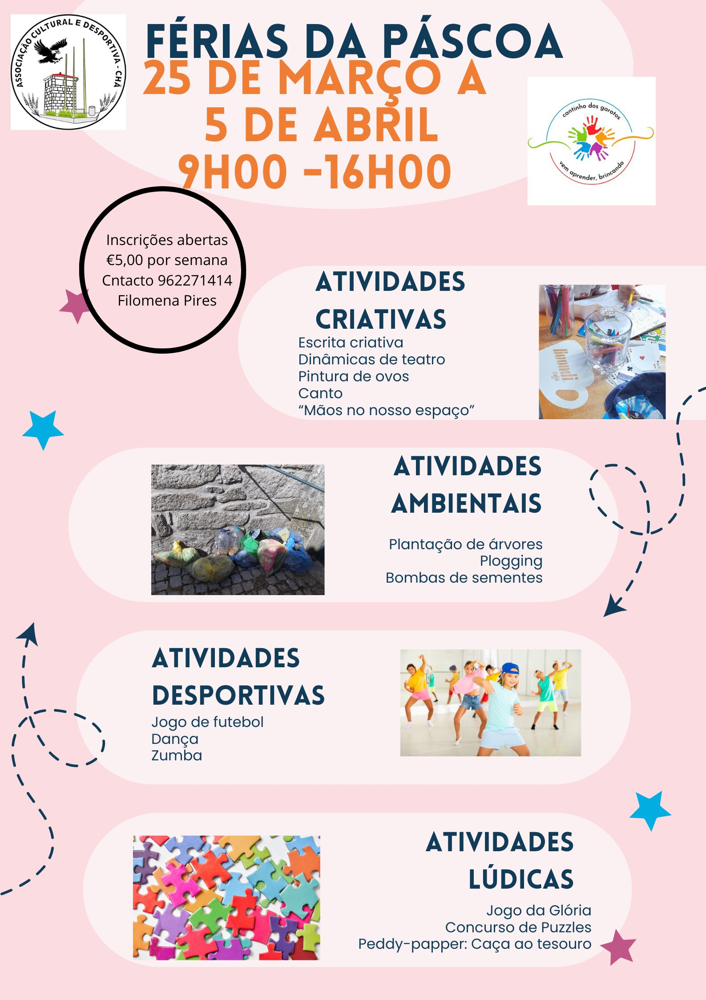 ASSOCIAÇÃO CULTURAL E DESPORTIVA - CHÃ
FÉRIAS DA PÁSCOA
25 DE MARÇO A
5 DE ABRIL
9H00 -16H00
cantinho dos garotos
vem aprender, brincando
Inscrições abertas
€5,00 por semana
Cntacto 962271414
Filomena Pires
ATIVIDADES
CRIATIVAS
Escrita criativa
Dinâmicas de teatro
Pintura de ovos
Canto
“Mãos no nosso espaço”
ATIVIDADES
AMBIENTAIS
Plantação de árvores
Plogging
Bombas de sementes
ATIVIDADES
DESPORTIVAS
Jogo de futebol
Dança
Zumba
ATIVIDADES
LÚDICAS
Jogo da Glória
Concurso de Puzzles
Peddy-papper: Caça ao tesouro